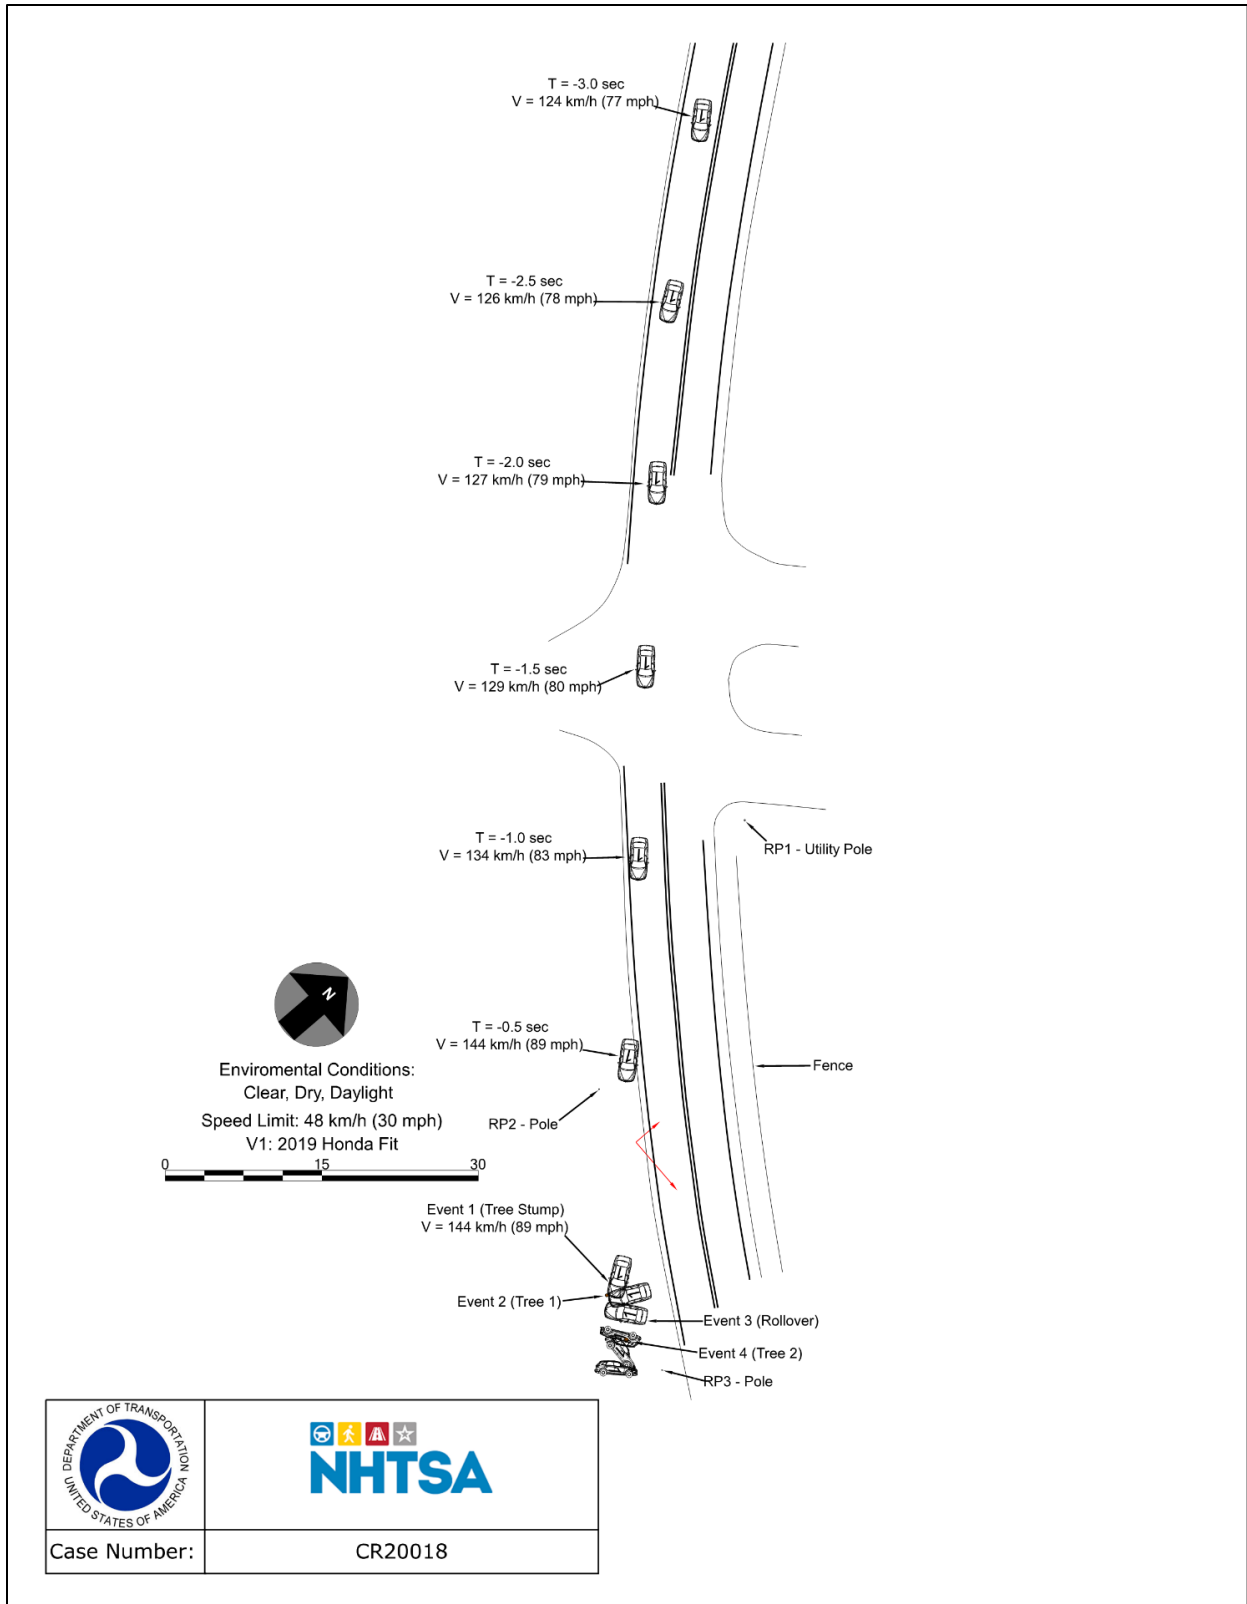 T = -3.0 sec
V = 124 km/h (77 mph)
T = -2.5 sec
V = 126 km/h (78 mph)
T = -2.0 sec
V = 127 km/h (79 mph)
T = -1.5 sec
V = 129 km/h (80 mph)
T = -1.0 sec
V = 134 km/h (83 mph)
RP1 - Utility Pole
N
T = -0.5 sec
V = 144 km/h (89 mph)
Enviromental Conditions:
Clear, Dry, Daylight
Speed Limit: 48 km/h (30 mph)
V1: 2019 Honda Fit
0 15 30
Fence
RP2 - Pole
Event 1 (Tree Stump)
V = 144 km/h (89 mph)
Event 2 (Tree 1)
Event 3 (Rollover)
Event 4 (Tree 2)
RP3 - Pole
DEPARTMENT OF TRANSPORTATION
UNITED STATES OF AMERICA
NHTSA
Case Number:
CR20018